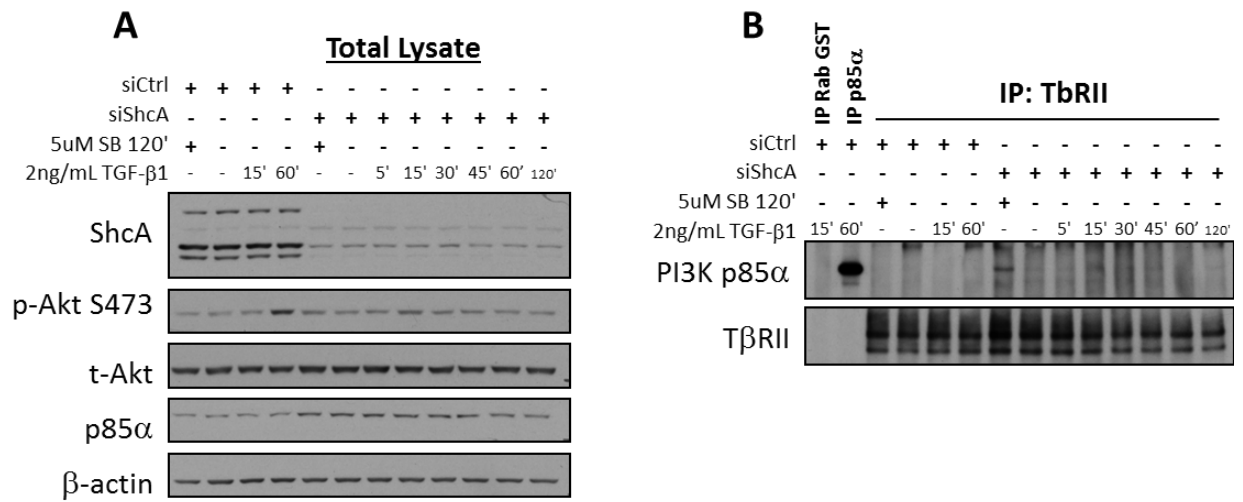 A
Total Lysate
siCtrl + + + + - - - - - - - -
siShcA - - - - + + + + + + + +
5uM SB 120' + - - - + - - - - - - -
2ng/mL TGF-β1 - - 15' 60' - - 5' 15' 30' 45' 60' 120'
ShcA
p-Akt S473
t-Akt
p85α
β-actin
B
IP Rab GST
IP p85α
IP: TbRII
siCtrl + + + + + + - - - - - - - -
siShcA - - - - - - + + + + + + + +
5uM SB 120' - - + - - - + - - - - - - -
2ng/mL TGF-β1 15' 60' - - 15' 60' - - 5' 15' 30' 45' 60' 120'
PI3K p85α
TβRII